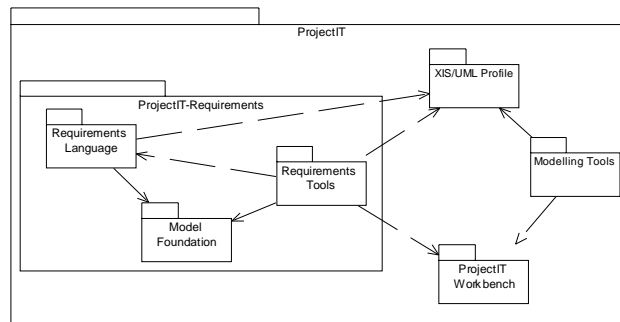 ProjectIT
XIS/UML Profile
ProjectIT-Requirements
Requirements
Language
Requirements
Tools
Modelling Tools
Model
Foundation
ProjectIT
Workbench